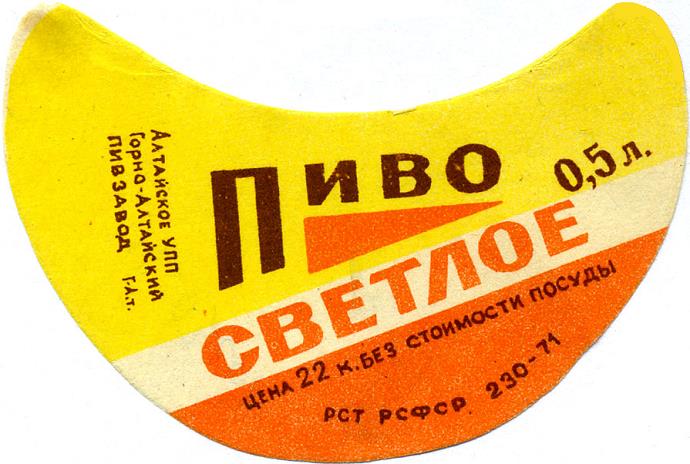 Алтайское УПП
Горно-Алтайский
ПИВЗАВОД Г-А.т.
Пиво
0,5 л.
СВЕТЛОЕ
ЦЕНА 22 К. БЕЗ СТОИМОСТИ ПОСУДЫ
РСТ РСФСР 230-71